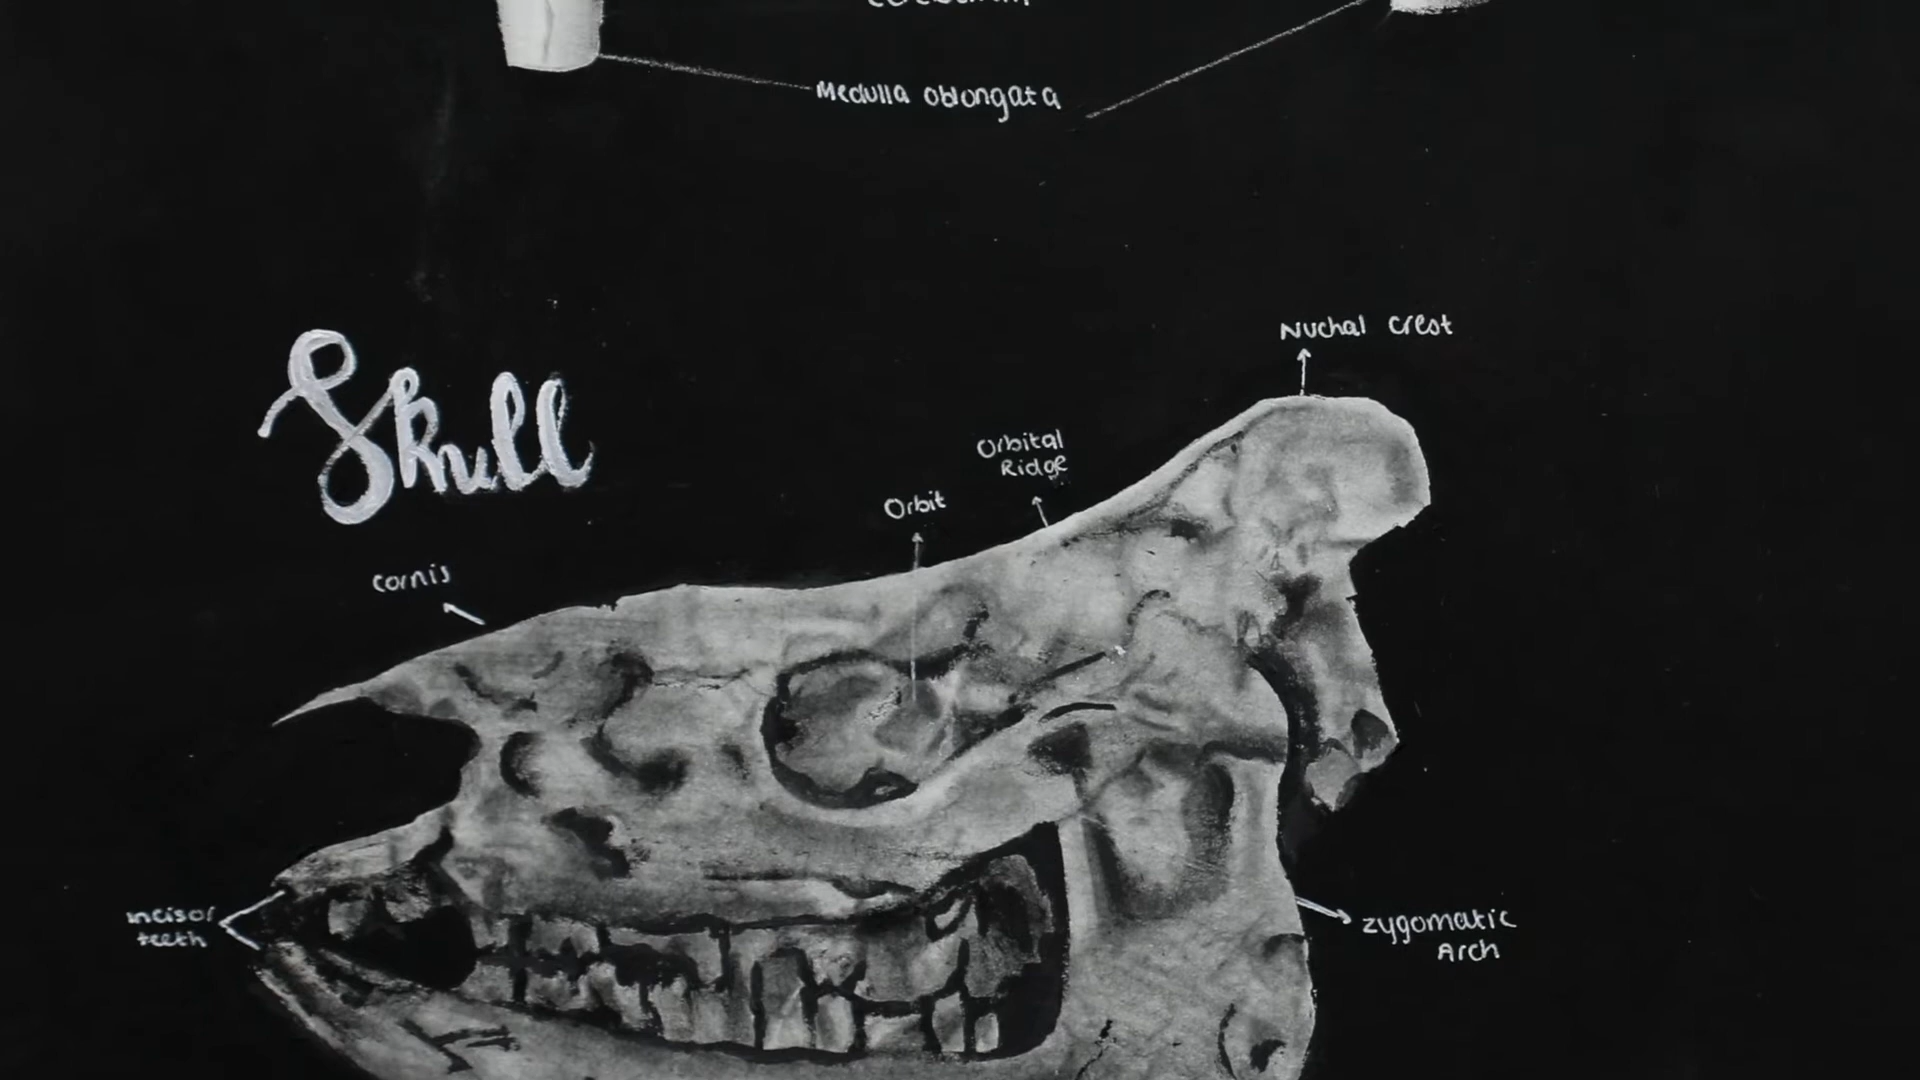 Medulla oblongata
Nuchal crest
Skull
Orbital
Ridge
Orbit
cornis
incisor
teeth
zygomatic
Arch